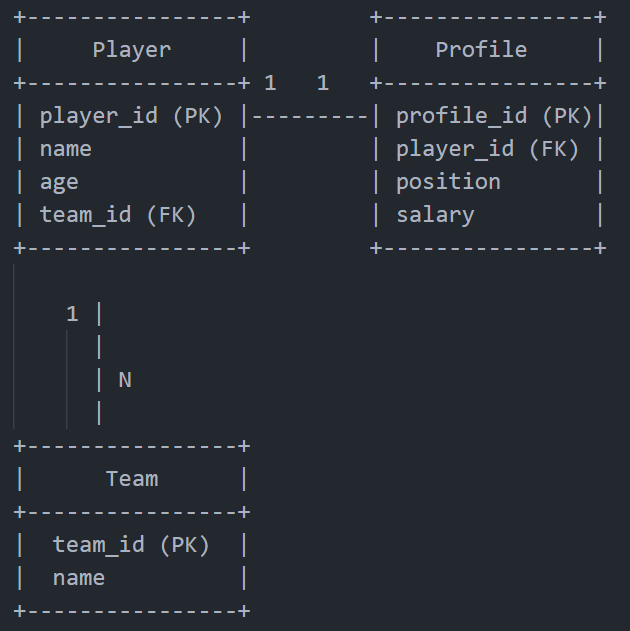 +----------------+         +----------------+
|     Player     |         |    Profile     |
+----------------+ 1   1   +----------------+
| player_id (PK) |---------| profile_id (PK)|
| name           |         | player_id (FK) |
| age            |         | position       |
| team_id (FK)   |         | salary         |
+----------------+         +----------------+
    1 |
      |
      | N
      |
+----------------+
|      Team      |
+----------------+
|  team_id (PK)  |
|  name          |
+----------------+